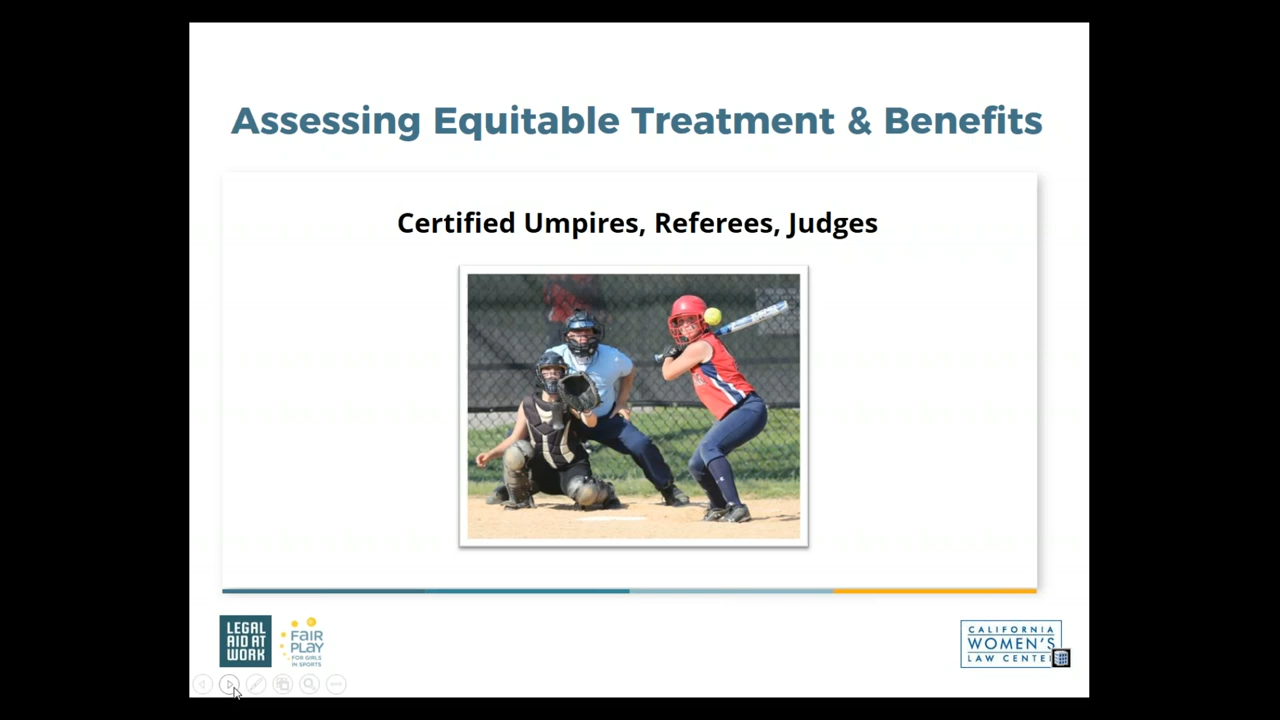 Assessing Equitable Treatment & Benefits
Certified Umpires, Referees, Judges
LEGAL
AID AT
WORK
FAIR
PLAY
FOR GIRLS
IN SPORTS
CALIFORNIA
WOMEN'S
LAW CENTE